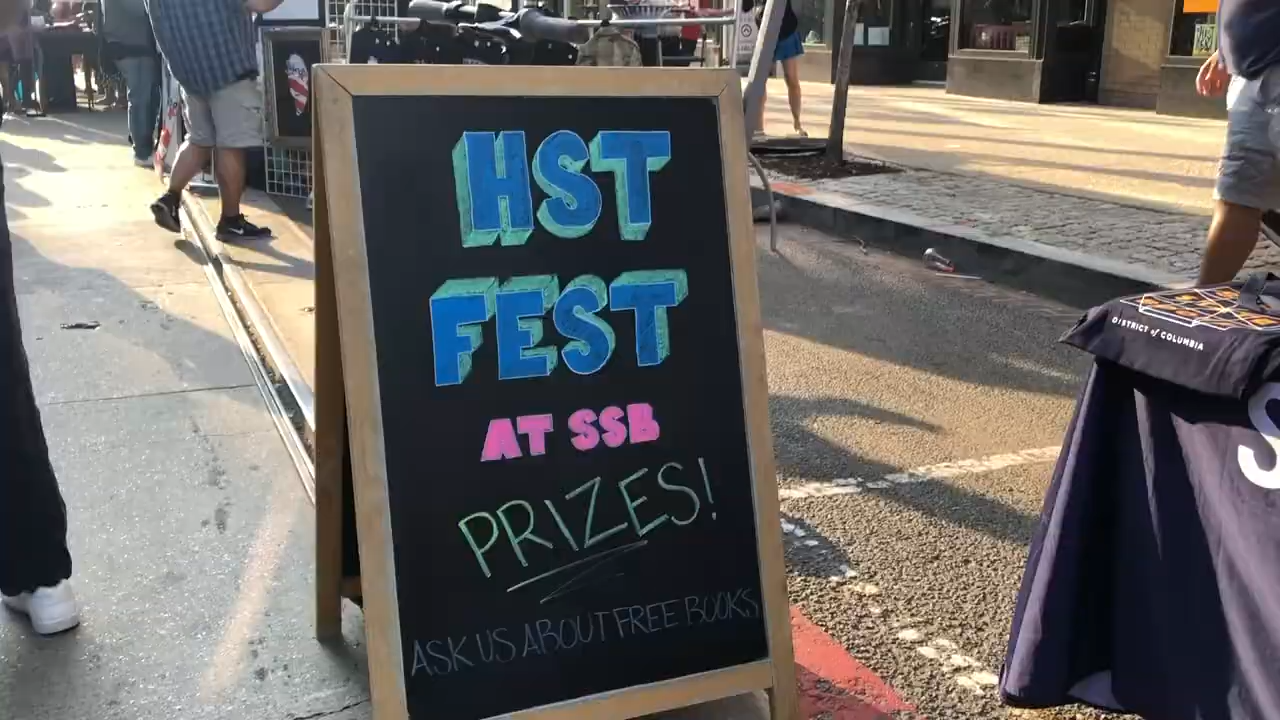 HST
FEST
AT SSB
PRIZES!
ASK US ABOUT FREE BOOKS
DISTRICT of COLUMBIA
S